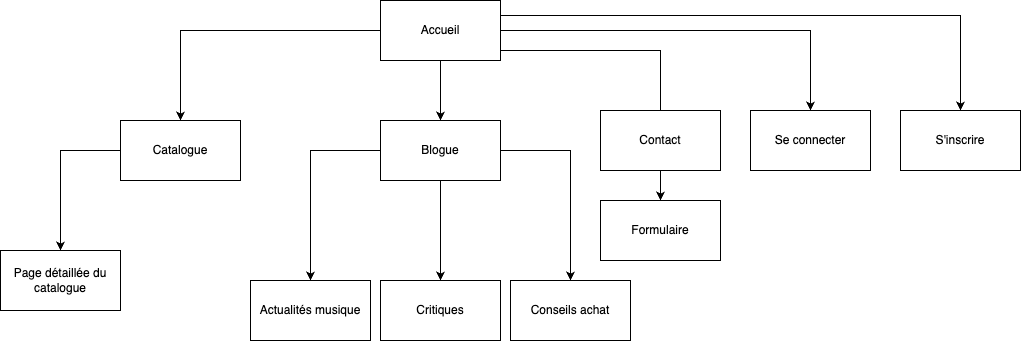 Accueil
Catalogue
Blogue
Contact
Se connecter
S'inscrire
Formulaire
Page détaillée du
catalogue
Actualités musique
Critiques
Conseils achat